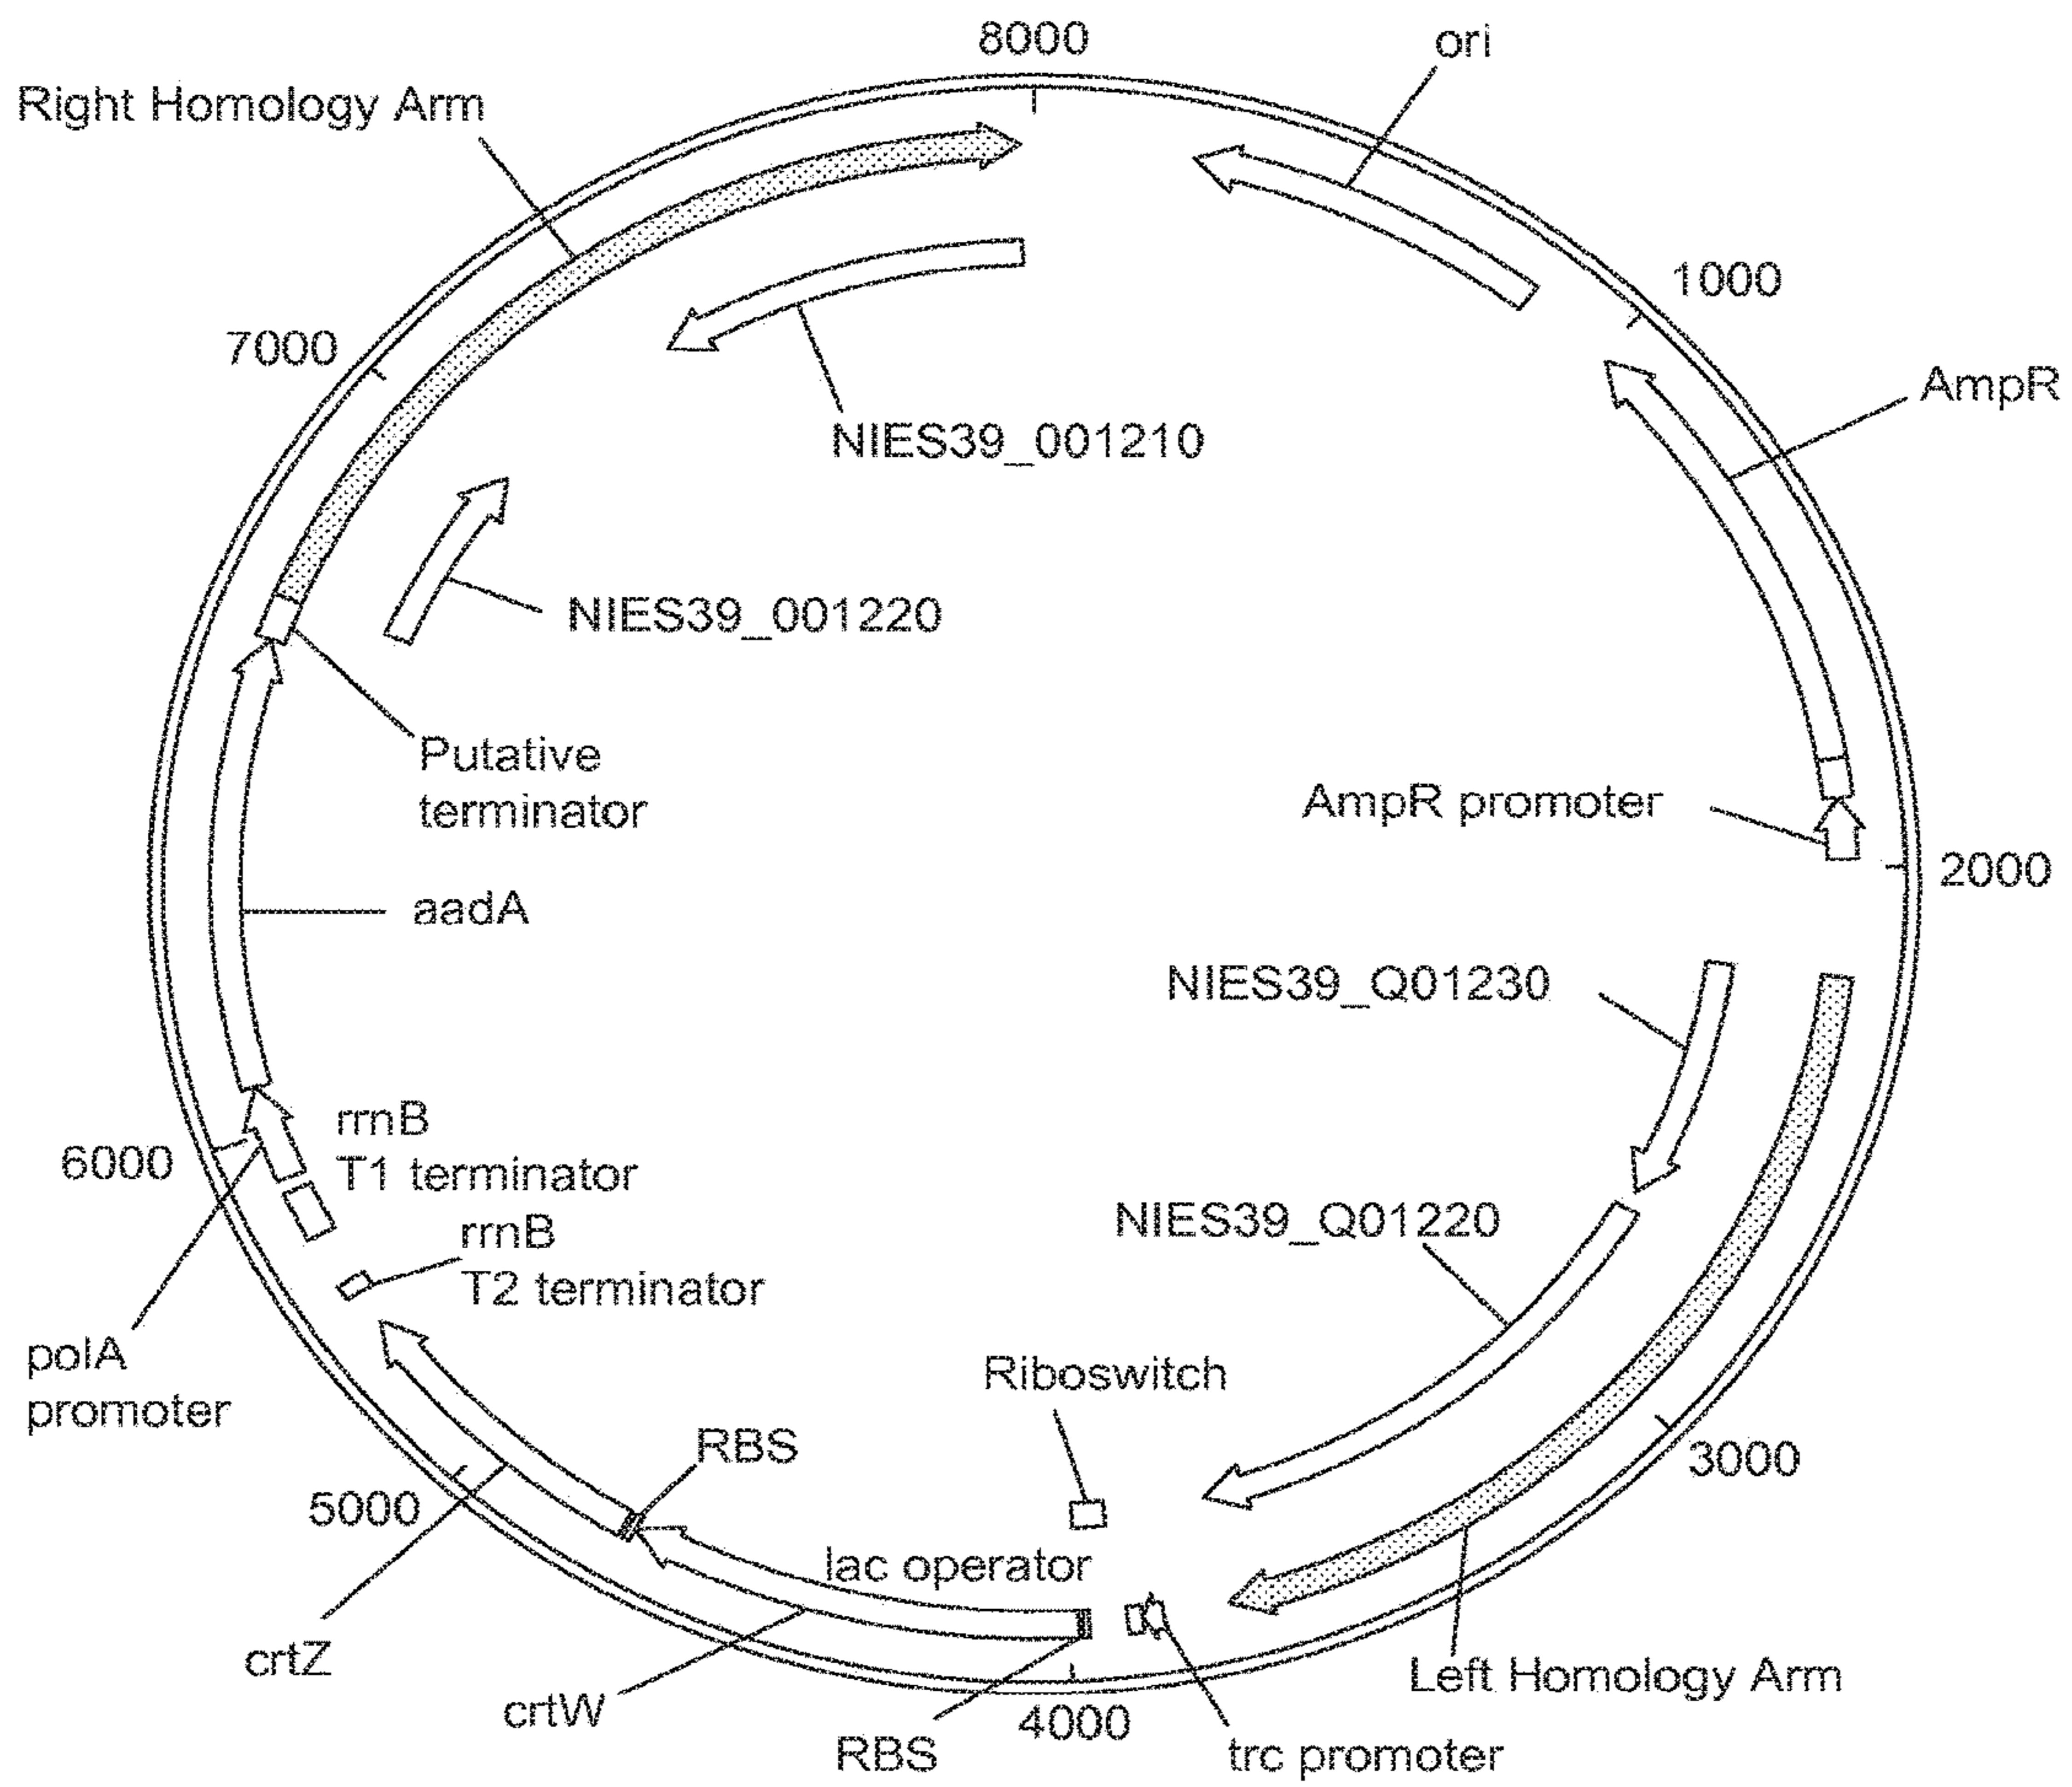 8000
ori
Right Homology Arm
1000
7000
AmpR
NIES39_001210
NIES39_001220
Putative
terminator
AmpR promoter
2000
aadA
NIES39_Q01230
rrnB
T1 terminator
6000
NIES39_Q01220
rrnB
T2 terminator
polA
promoter
Riboswitch
RBS
3000
5000
lac operator
crtZ
Left Homology Arm
crtW
4000
RBS
trc promoter